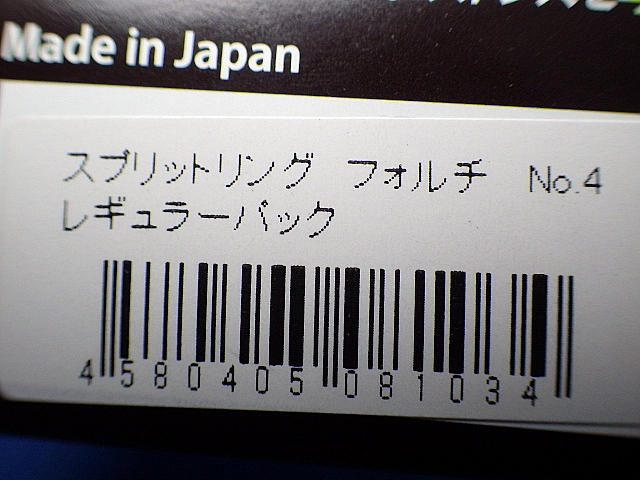 Made in Japan
スプリットリング フォルチ No.4
レギュラーパック
4 580405 081034